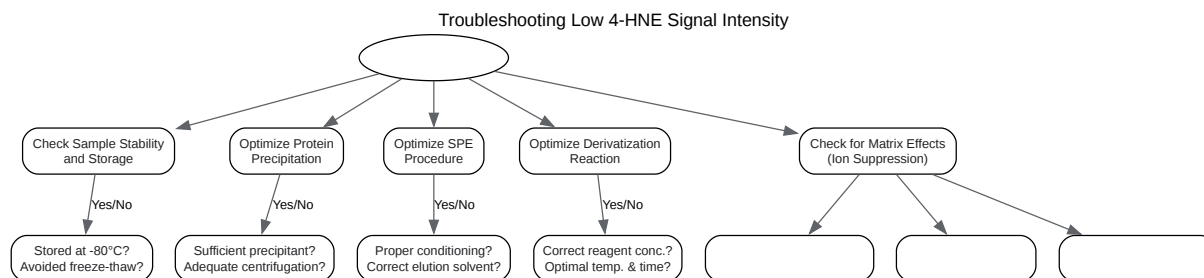 Troubleshooting Low 4-HNE Signal Intensity
Check Sample Stability
and Storage
Optimize Protein
Precipitation
Optimize SPE
Procedure
Optimize Derivatization
Reaction
Check for Matrix Effects
(Ion Suppression)
Yes/No
Yes/No
Yes/No
Yes/No
Stored at -80°C?
Avoided freeze-thaw?
Sufficient precipitant?
Adequate centrifugation?
Proper conditioning?
Correct elution solvent?
Correct reagent conc.?
Optimal temp. & time?